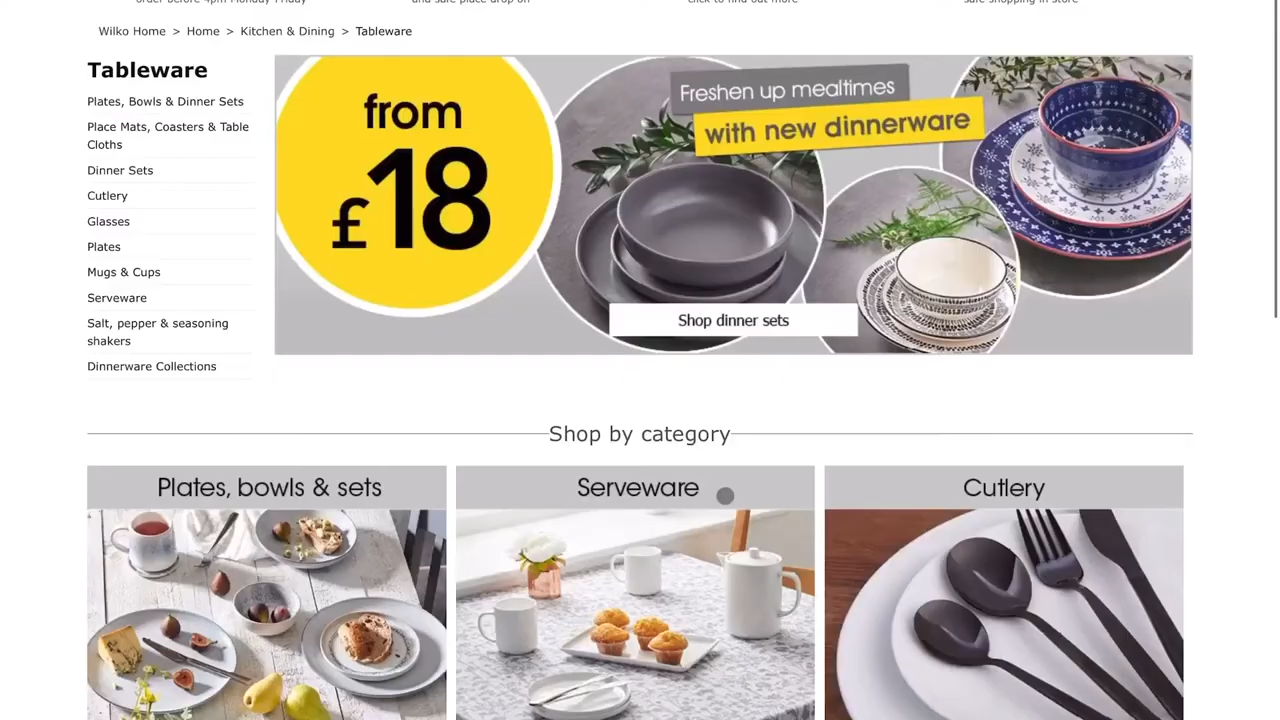 order before 4pm Monday-Friday
and safe place drop off
click to find out more
safe shopping in store
Wilko Home > Home > Kitchen & Dining > Tableware
Tableware
Plates, Bowls & Dinner Sets
Place Mats, Coasters & Table
Cloths
Dinner Sets
Cutlery
Glasses
Plates
Mugs & Cups
Serveware
Salt, pepper & seasoning
shakers
Dinnerware Collections
from
£18
Freshen up mealtimes
with new dinnerware
Shop dinner sets
Shop by category
Plates, bowls & sets
Serveware
Cutlery